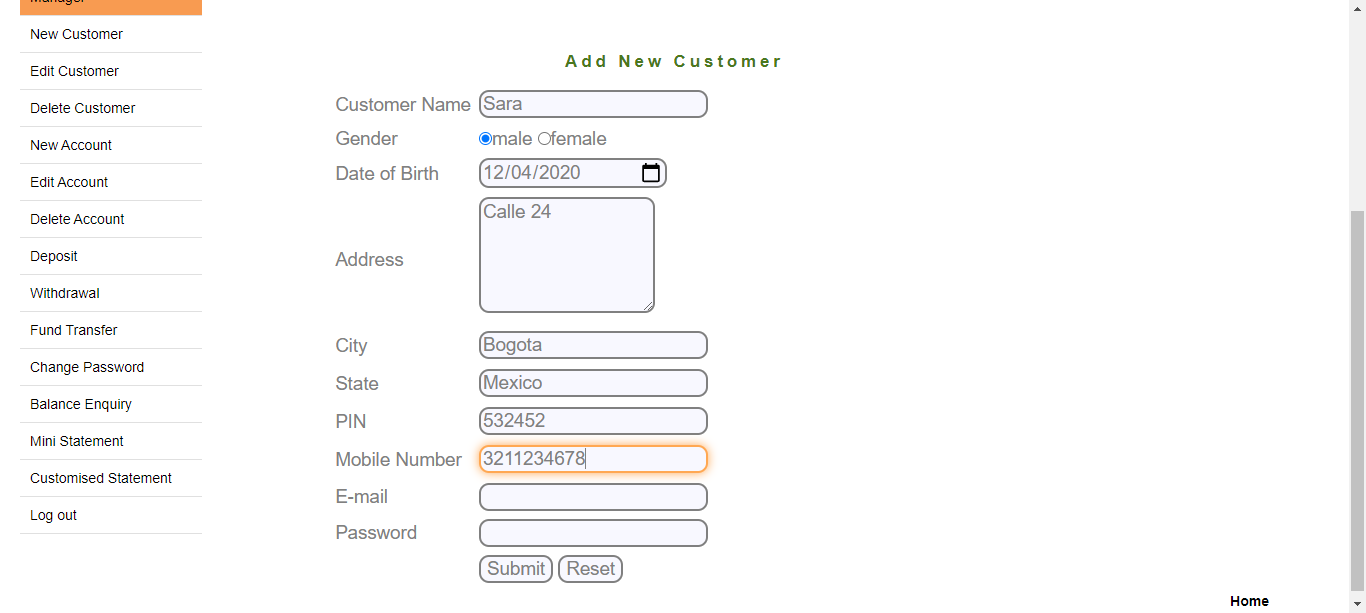 Manager
New Customer
Edit Customer
Delete Customer
New Account
Edit Account
Delete Account
Deposit
Withdrawal
Fund Transfer
Change Password
Balance Enquiry
Mini Statement
Customised Statement
Log out
Add New Customer
Customer Name Sara
Gender male female
Date of Birth 12/04/2020
Address Calle 24
City Bogota
State Mexico
PIN 532452
Mobile Number 3211234678
E-mail
Password
Submit Reset
Home